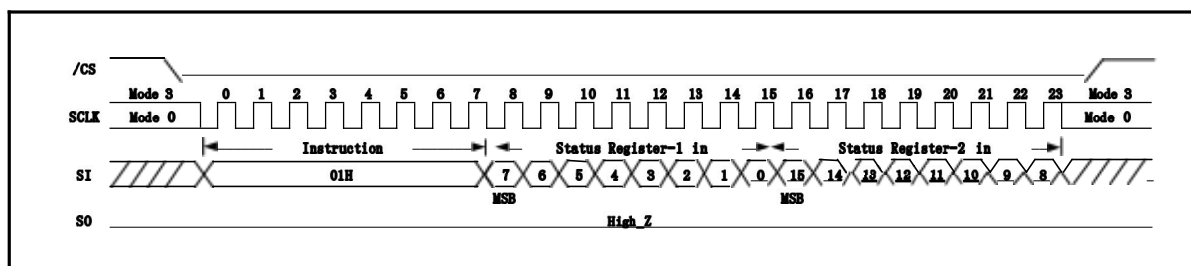 /CS
Mode 3 0 1 2 3 4 5 6 7 8 9 10 11 12 13 14 15 16 17 18 19 20 21 22 23 Mode 3
SCLK Mode 0 Mode 0
Instruction Status Register-1 in Status Register-2 in
SI 01H 7 6 5 4 3 2 1 0 15 14 13 12 11 10 9 8
MSB MSB
SO High_Z